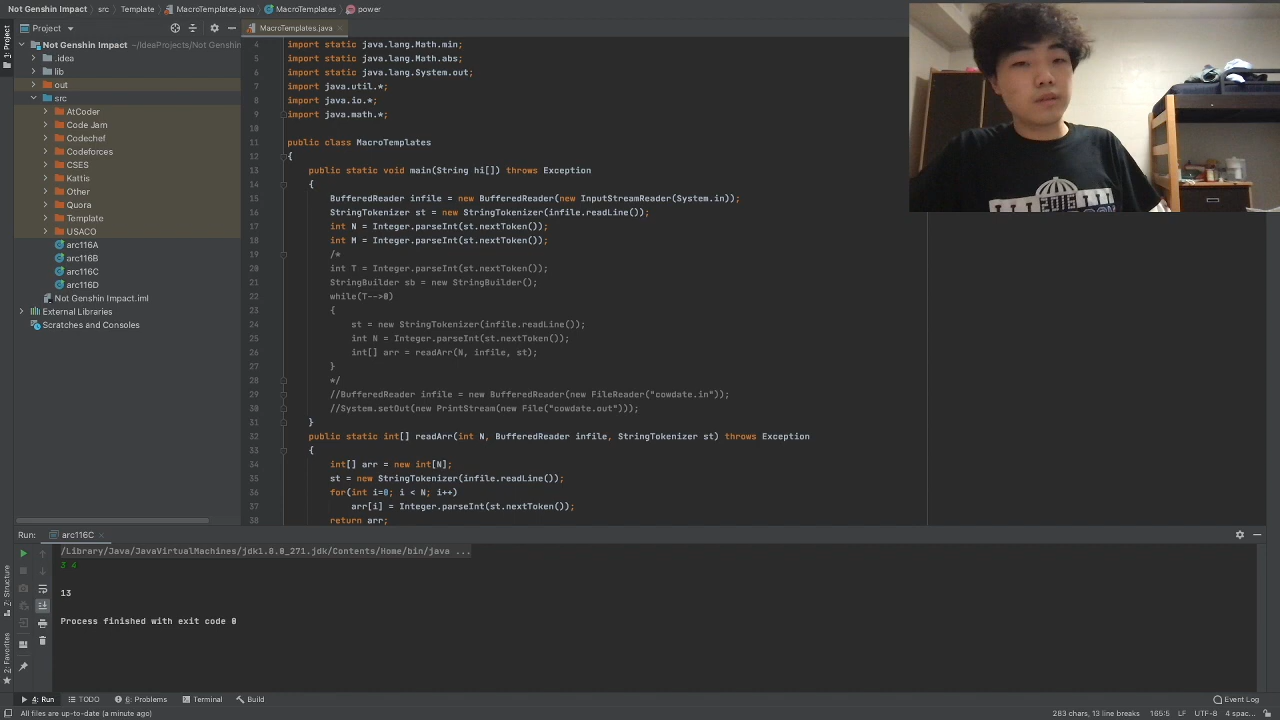 Not Genshin Impact > src > Template > MacroTemplates.java > MacroTemplates > power
1: Project
Project
MacroTemplates.java
Not Genshin Impact ~/IdeaProjects/Not Genshin
.idea
lib
out
src
AtCoder
Code Jam
Codechef
Codeforces
CSES
Kattis
Other
Quora
Template
USACO
arc116A
arc116B
arc116C
arc116D
Not Genshin Impact.iml
External Libraries
Scratches and Consoles
4 import static java.lang.Math.min;
5 import static java.lang.Math.abs;
6 import static java.lang.System.out;
7 import java.util.*;
8 import java.io.*;
9 import java.math.*;
10
11 public class MacroTemplates
12 {
13 public static void main(String hi[]) throws Exception
14 {
15 BufferedReader infile = new BufferedReader(new InputStreamReader(System.in));
16 StringTokenizer st = new StringTokenizer(infile.readLine());
17 int N = Integer.parseInt(st.nextToken());
18 int M = Integer.parseInt(st.nextToken());
19 /*
20 int T = Integer.parseInt(st.nextToken());
21 StringBuilder sb = new StringBuilder();
22 while(T-->0)
23 {
24 st = new StringTokenizer(infile.readLine());
25 int N = Integer.parseInt(st.nextToken());
26 int[] arr = readArr(N, infile, st);
27 }
28 */
29 //BufferedReader infile = new BufferedReader(new FileReader("cowdate.in"));
30 //System.setOut(new PrintStream(new File("cowdate.out")));
31 }
32 public static int[] readArr(int N, BufferedReader infile, StringTokenizer st) throws Exception
33 {
34 int[] arr = new int[N];
35 st = new StringTokenizer(infile.readLine());
36 for(int i=0; i < N; i++)
37 arr[i] = Integer.parseInt(st.nextToken());
38 return arr;
2016
Run: arc116C
/Library/Java/JavaVirtualMachines/jdk1.8.0_271.jdk/Contents/Home/bin/java ...
3 4
13
Process finished with exit code 0
7: Structure
2: Favorites
4: Run
TODO
6: Problems
Terminal
Build
Event Log
All files are up-to-date (a minute ago)
283 chars, 13 line breaks 165:5 LF UTF-8 4 spac...